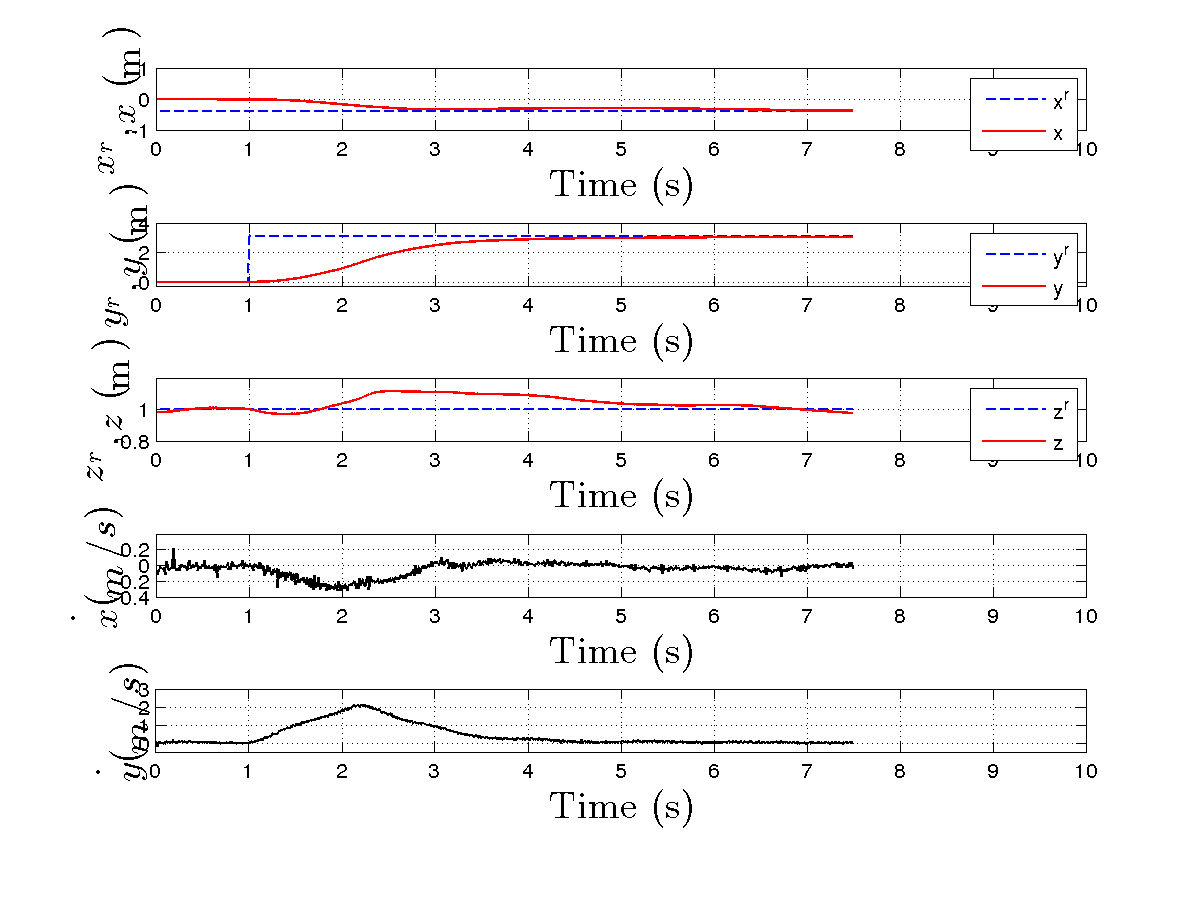 x^r, x (m)
1
0
-1
0 1 2 3 4 5 6 7 8 9 10
Time (s)
x^r
x
y^r, y (m)
4
2
0
0 1 2 3 4 5 6 7 8 9 10
Time (s)
y^r
y
z^r, z (m)
1
0.8
0 1 2 3 4 5 6 7 8 9 10
Time (s)
z^r
z
ẋ(m/s)
0.2
0
-0.2
-0.4
0 1 2 3 4 5 6 7 8 9 10
Time (s)
ẏ(m/s)
3
2
1
0
0 1 2 3 4 5 6 7 8 9 10
Time (s)